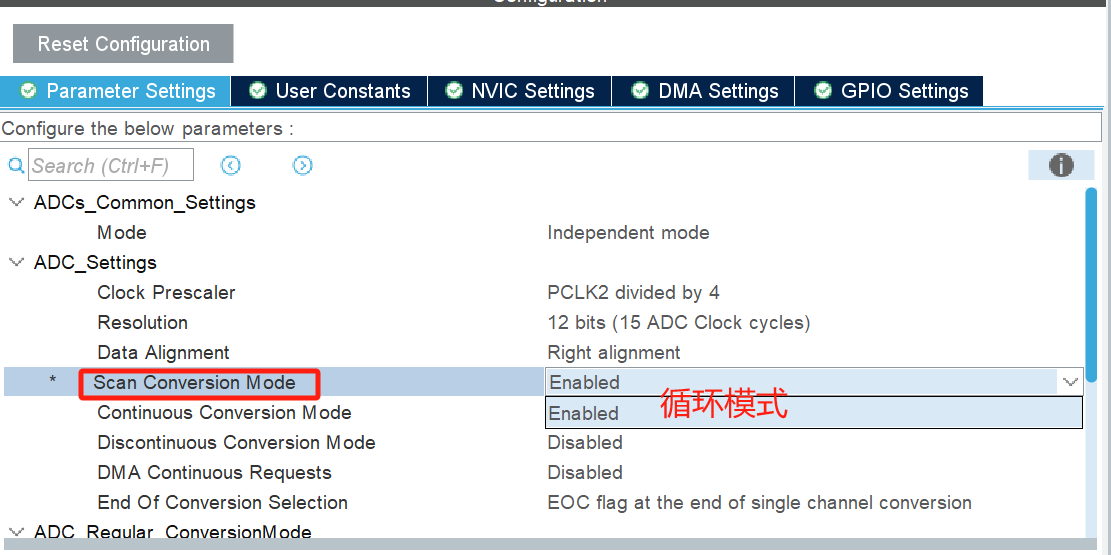 Configuration
Reset Configuration
Parameter Settings User Constants NVIC Settings DMA Settings GPIO Settings
Configure the below parameters :
Search (Ctrl+F)
ADCs_Common_Settings
Mode Independent mode
ADC_Settings
Clock Prescaler PCLK2 divided by 4
Resolution 12 bits (15 ADC Clock cycles)
Data Alignment Right alignment
* Scan Conversion Mode Enabled
循环模式
Continuous Conversion Mode Enabled
Discontinuous Conversion Mode Disabled
DMA Continuous Requests Disabled
End Of Conversion Selection EOC flag at the end of single channel conversion
ADC_Regular_ConversionMode